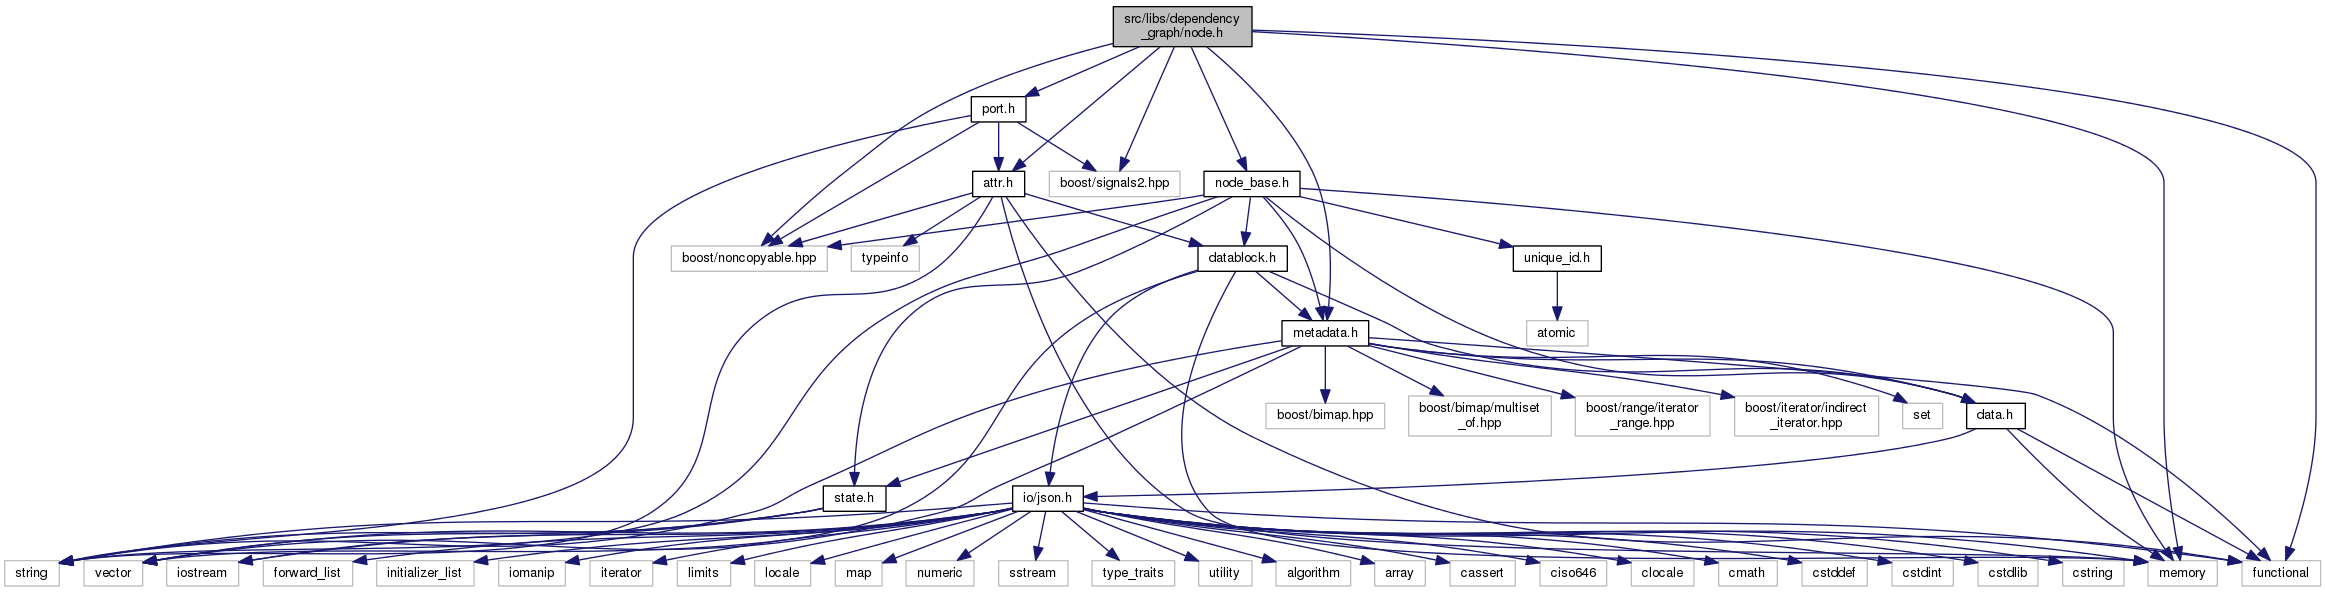 src/libs/dependency
_graph/node.h
port.h
attr.h
boost/signals2.hpp
node_base.h
boost/noncopyable.hpp
typeinfo
datablock.h
unique_id.h
metadata.h
atomic
boost/bimap.hpp
boost/bimap/multiset
_of.hpp
boost/range/iterator
_range.hpp
boost/iterator/indirect
_iterator.hpp
set
data.h
state.h
io/json.h
string
vector
iostream
forward_list
initializer_list
iomanip
iterator
limits
locale
map
numeric
sstream
type_traits
utility
algorithm
array
cassert
ciso646
clocale
cmath
cstddef
cstdint
cstdlib
cstring
memory
functional